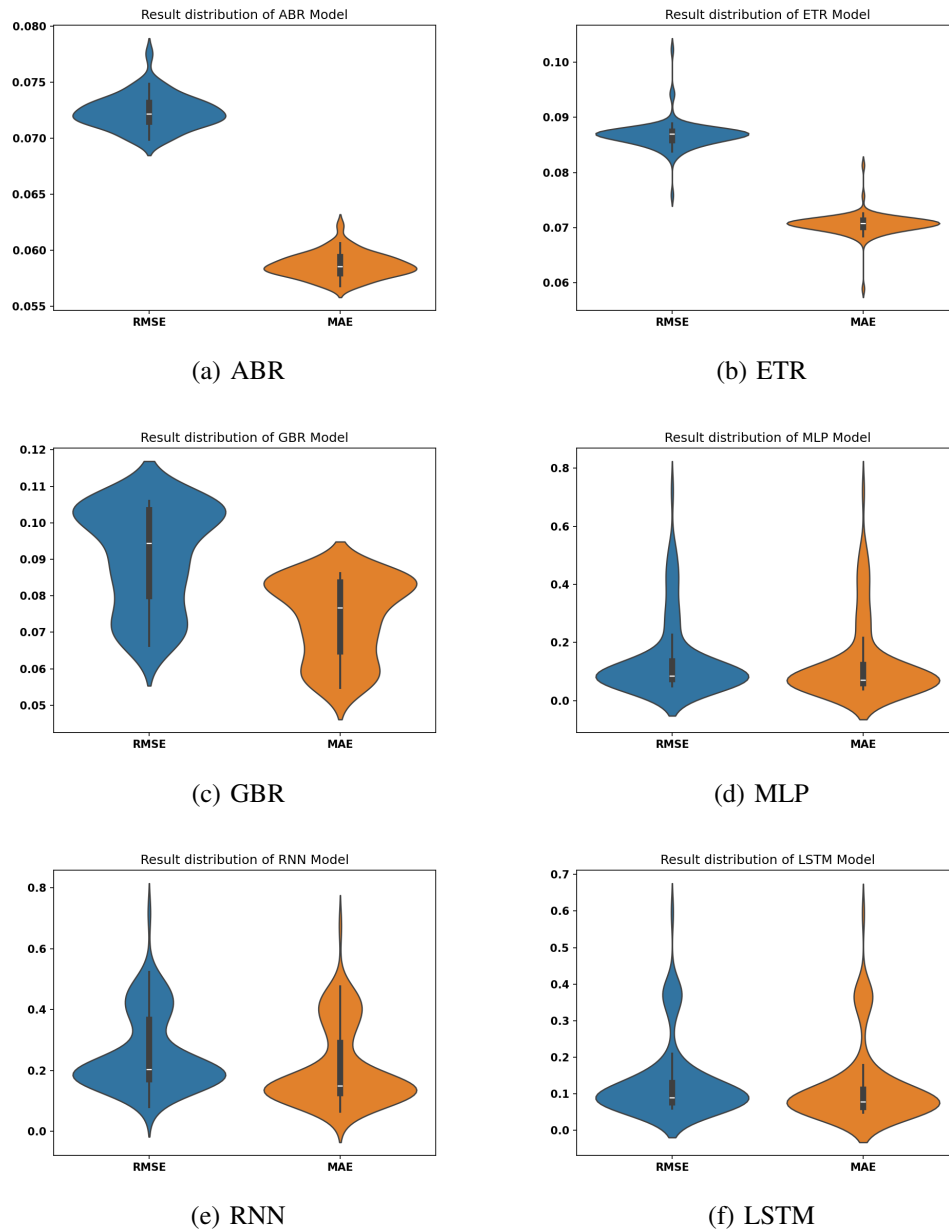 Result distribution of ABR Model
0.080
0.075
0.070
0.065
0.060
0.055
RMSE MAE
(a) ABR
Result distribution of ETR Model
0.10
0.09
0.08
0.07
0.06
RMSE MAE
(b) ETR
Result distribution of GBR Model
0.12
0.11
0.10
0.09
0.08
0.07
0.06
0.05
RMSE MAE
(c) GBR
Result distribution of MLP Model
0.8
0.6
0.4
0.2
0.0
RMSE MAE
(d) MLP
Result distribution of RNN Model
0.8
0.6
0.4
0.2
0.0
RMSE MAE
(e) RNN
Result distribution of LSTM Model
0.7
0.6
0.5
0.4
0.3
0.2
0.1
0.0
RMSE MAE
(f) LSTM